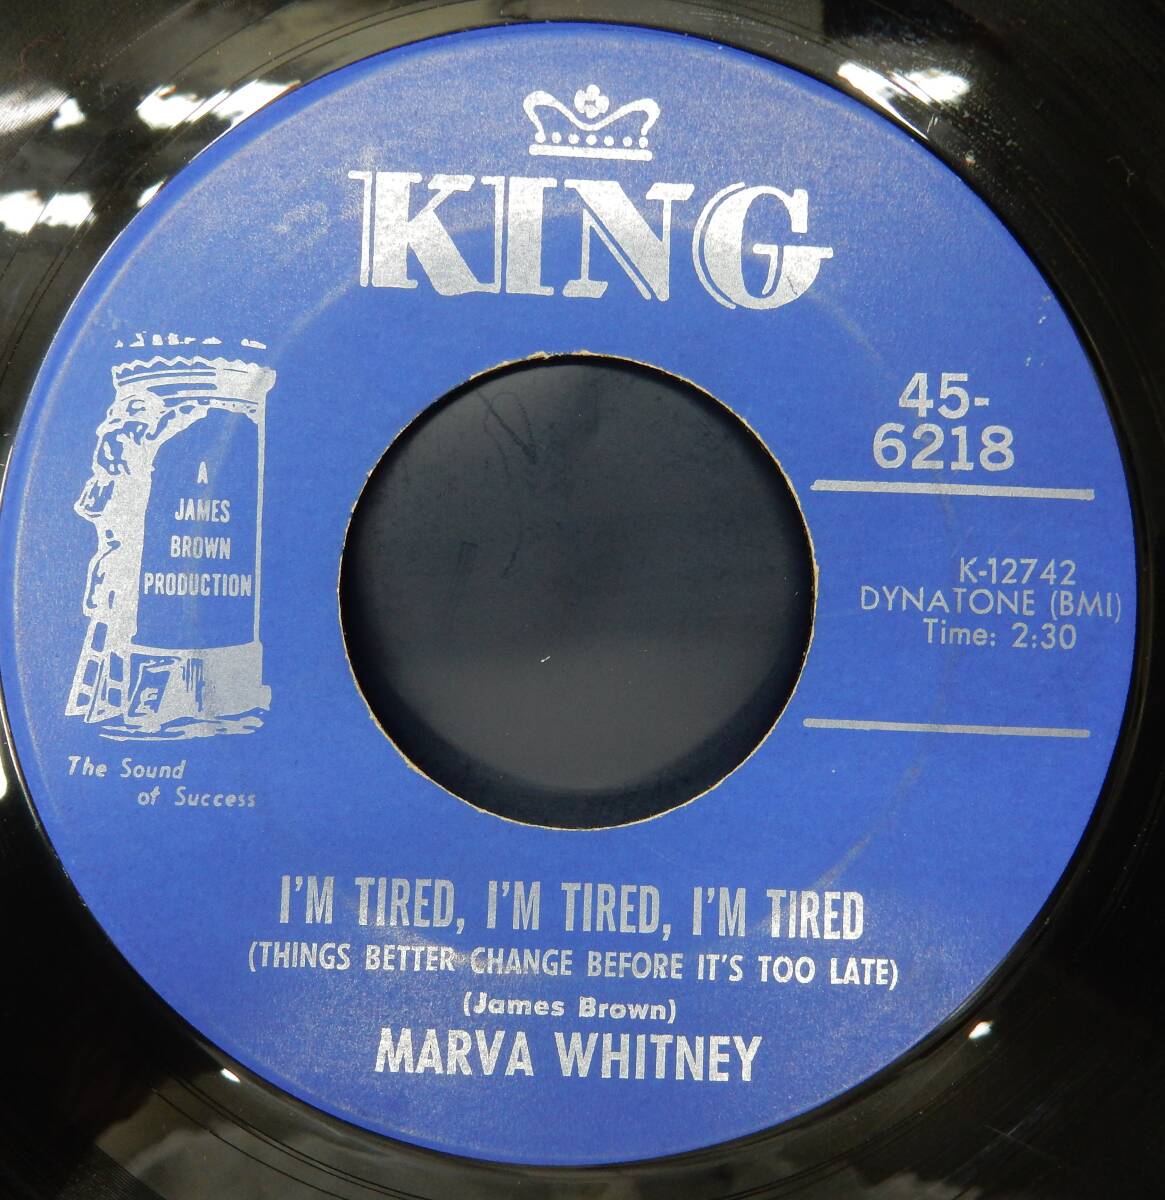 KING
45-
6218
A
JAMES
BROWN
PRODUCTION
K-12742
DYNATONE (BMI)
Time: 2:30
The Sound
of Success
I'M TIRED, I'M TIRED, I'M TIRED
(THINGS BETTER CHANGE BEFORE IT'S TOO LATE)
(James Brown)
MARVA WHITNEY